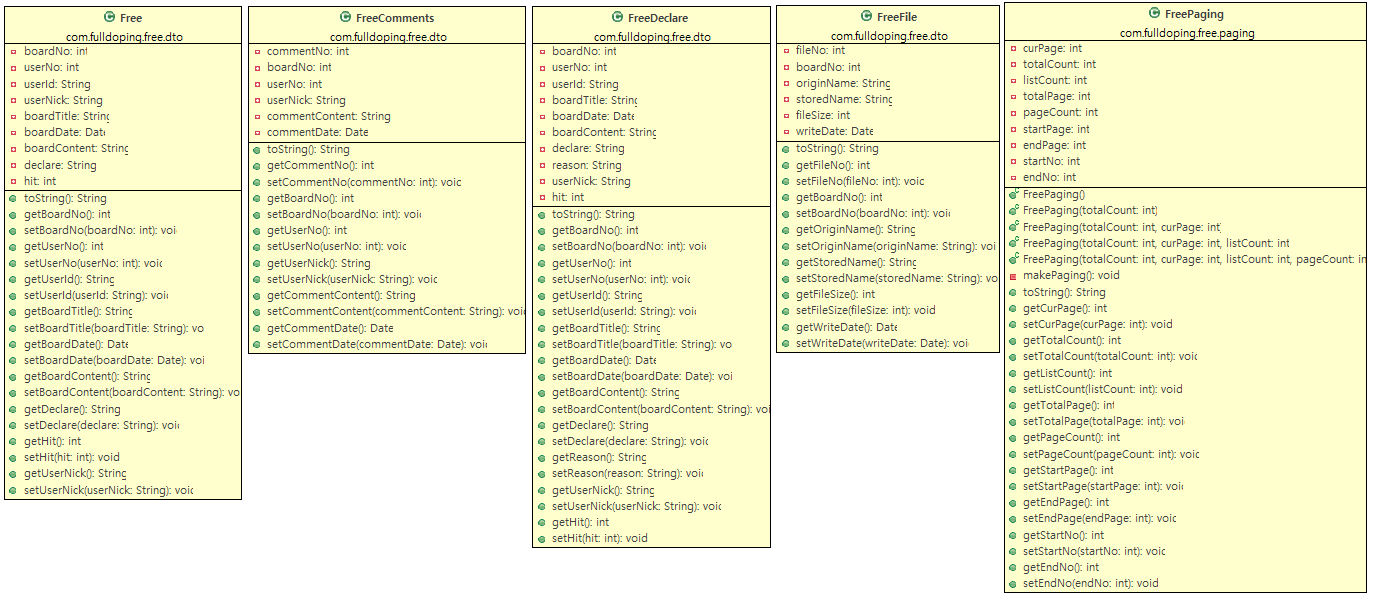 Free
com.fulldoping.free.dto
boardNo: int
userNo: int
userId: String
userNick: String
boardTitle: String
boardDate: Date
boardContent: String
declare: String
hit: int
toString(): String
getBoardNo(): int
setBoardNo(boardNo: int): void
getUserNo(): int
setUserNo(userNo: int): void
getUserId(): String
setUserId(userId: String): void
getBoardTitle(): String
setBoardTitle(boardTitle: String): vo
getBoardDate(): Date
setBoardDate(boardDate: Date): voi
getBoardContent(): String
setBoardContent(boardContent: String): vo
getDeclare(): String
setDeclare(declare: String): void
getHit(): int
setHit(hit: int): void
getUserNick(): String
setUserNick(userNick: String): void
FreeComments
com.fulldoping.free.dto
commentNo: int
boardNo: int
userNo: int
userNick: String
commentContent: String
commentDate: Date
toString(): String
getCommentNo(): int
setCommentNo(commentNo: int): void
getBoardNo(): int
setBoardNo(boardNo: int): void
getUserNo(): int
setUserNo(userNo: int): void
getUserNick(): String
setUserNick(userNick: String): void
getCommentContent(): String
setCommentContent(commentContent: String): voi
getCommentDate(): Date
setCommentDate(commentDate: Date): void
FreeDeclare
com.fulldoping.free.dto
boardNo: int
userNo: int
userId: String
boardTitle: String
boardDate: Date
boardContent: String
declare: String
reason: String
userNick: String
hit: int
toString(): String
getBoardNo(): int
setBoardNo(boardNo: int): void
getUserNo(): int
setUserNo(userNo: int): void
getUserId(): String
setUserId(userId: String): void
getBoardTitle(): String
setBoardTitle(boardTitle: String): vo
getBoardDate(): Date
setBoardDate(boardDate: Date): voi
getBoardContent(): String
setBoardContent(boardContent: String): voi
getDeclare(): String
setDeclare(declare: String): void
getReason(): String
setReason(reason: String): void
getUserNick(): String
setUserNick(userNick: String): void
getHit(): int
setHit(hit: int): void
FreeFile
com.fulldoping.free.dto
fileNo: int
boardNo: int
originName: String
storedName: String
fileSize: int
writeDate: Date
toString(): String
getFileNo(): int
setFileNo(fileNo: int): void
getBoardNo(): int
setBoardNo(boardNo: int): void
getOriginName(): String
setOriginName(originName: String): voi
getStoredName(): String
setStoredName(storedName: String): vo
getFileSize(): int
setFileSize(fileSize: int): void
getWriteDate(): Date
setWriteDate(writeDate: Date): void
FreePaging
com.fulldoping.free.paging
curPage: int
totalCount: int
listCount: int
totalPage: int
pageCount: int
startPage: int
endPage: int
startNo: int
endNo: int
FreePaging()
FreePaging(totalCount: int)
FreePaging(totalCount: int, curPage: int)
FreePaging(totalCount: int, curPage: int, listCount: int
FreePaging(totalCount: int, curPage: int, listCount: int, pageCount: in
makePaging(): void
toString(): String
getCurPage(): int
setCurPage(curPage: int): void
getTotalCount(): int
setTotalCount(totalCount: int): void
getListCount(): int
setListCount(listCount: int): void
getTotalPage(): int
setTotalPage(totalPage: int): void
getPageCount(): int
setPageCount(pageCount: int): void
getStartPage(): int
setStartPage(startPage: int): void
getEndPage(): int
setEndPage(endPage: int): void
getStartNo(): int
setStartNo(startNo: int): void
getEndNo(): int
setEndNo(endNo: int): void